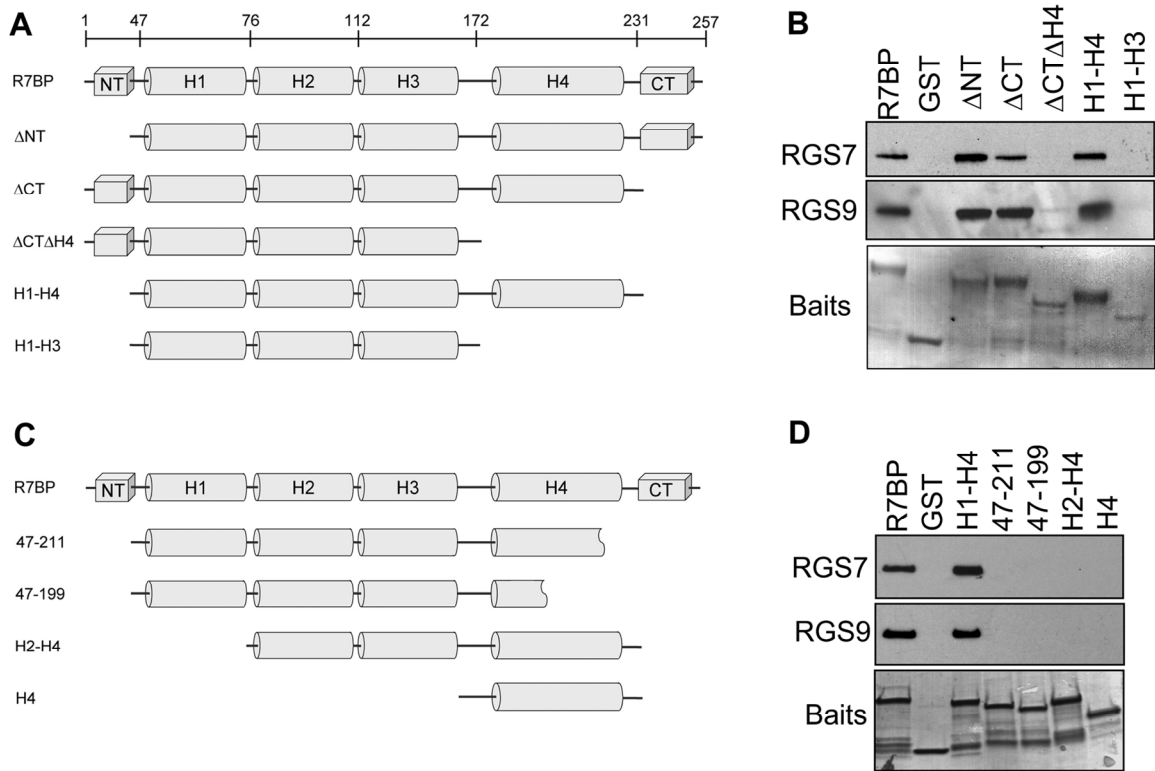 A
1 47 76 112 172 231 257
R7BP NT H1 H2 H3 H4 CT
ΔNT
ΔCT
ΔCTΔH4
H1-H4
H1-H3
B
R7BP GST ΔNT ΔCT ΔCTΔH4 H1-H4 H1-H3
RGS7
RGS9
Baits
C
R7BP NT H1 H2 H3 H4 CT
47-211
47-199
H2-H4
H4
D
R7BP GST H1-H4 47-211 47-199 H2-H4 H4
RGS7
RGS9
Baits